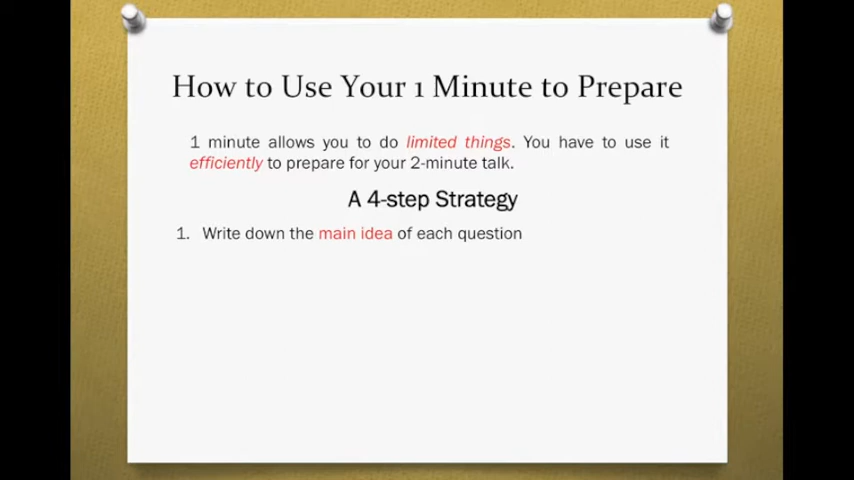 How to Use Your 1 Minute to Prepare
1 minute allows you to do limited things. You have to use it
efficiently to prepare for your 2-minute talk.
A 4-step Strategy
1. Write down the main idea of each question